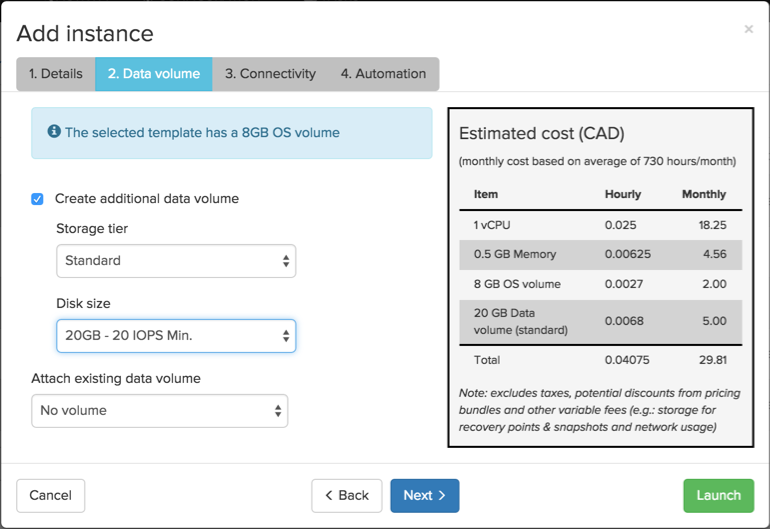 Add instance
×
1. Details 2. Data volume 3. Connectivity 4. Automation
The selected template has a 8GB OS volume
Create additional data volume
Storage tier
Standard
Disk size
20GB - 20 IOPS Min.
Attach existing data volume
No volume
Estimated cost (CAD)
(monthly cost based on average of 730 hours/month)
Item Hourly Monthly
1 vCPU 0.025 18.25
0.5 GB Memory 0.00625 4.56
8 GB OS volume 0.0027 2.00
20 GB Data
volume (standard) 0.0068 5.00
Total 0.04075 29.81
Note: excludes taxes, potential discounts from pricing
bundles and other variable fees (e.g.: storage for
recovery points & snapshots and network usage)
Cancel < Back Next > Launch